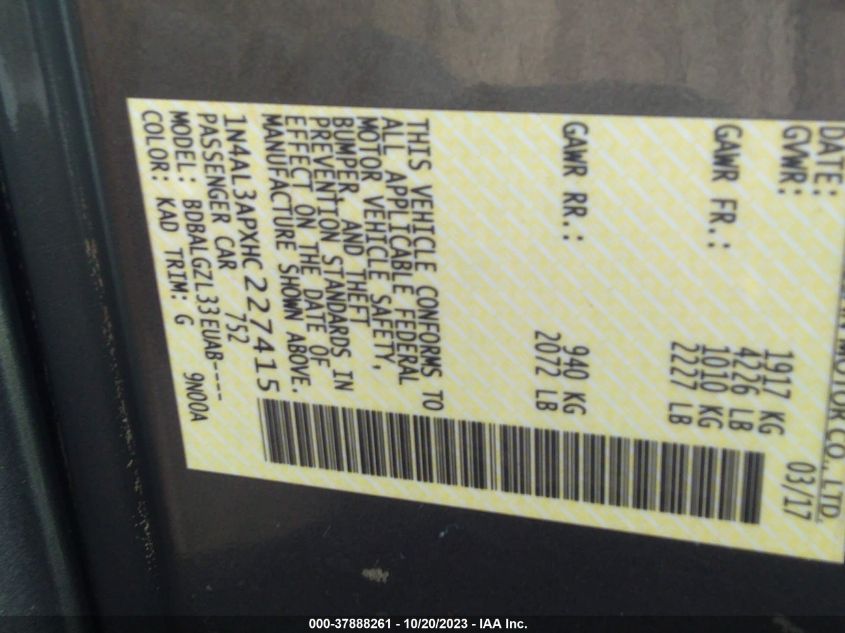 MOTOR CO., LTD.
DATE: 03/17
GVWR: 1917 KG
4226 LB
GAWR FR.: 1010 KG
2227 LB
GAWR RR.: 940 KG
2072 LB
THIS VEHICLE CONFORMS TO
ALL APPLICABLE FEDERAL
MOTOR VEHICLE SAFETY,
BUMPER, AND THEFT
PREVENTION STANDARDS IN
EFFECT ON THE DATE OF
MANUFACTURE SHOWN ABOVE.
1N4AL3APXHC227415
PASSENGER CAR 752
MODEL: BDBALGZL33EUAB----
COLOR: KAD TRIM: G 9N00A
000-37888261 - 10/20/2023 - IAA Inc.